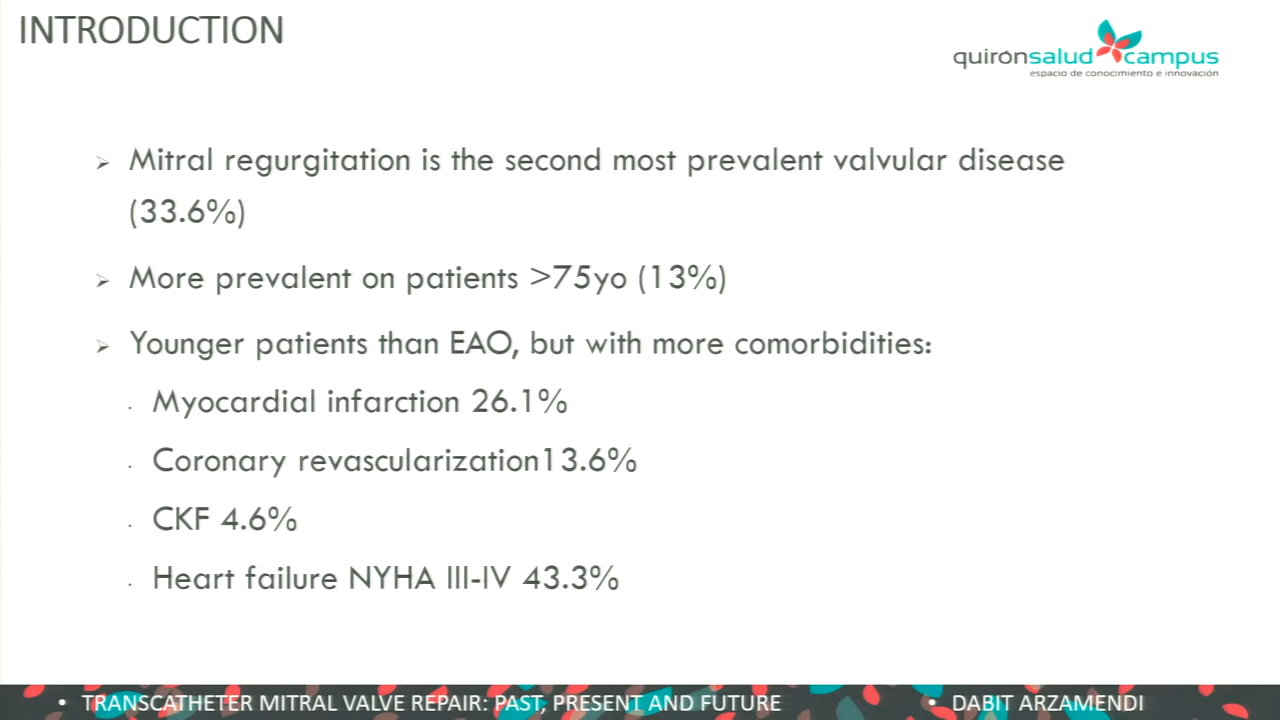 INTRODUCTION
quirónsalud campus
espacio de conocimiento e innovación
➢ Mitral regurgitation is the second most prevalent valvular disease
(33.6%)
➢ More prevalent on patients >75yo (13%)
➢ Younger patients than EAO, but with more comorbidities:
· Myocardial infarction 26.1%
· Coronary revascularization13.6%
· CKF 4.6%
· Heart failure NYHA III-IV 43.3%
• TRANSCATHETER MITRAL VALVE REPAIR: PAST, PRESENT AND FUTURE
• DABIT ARZAMENDI